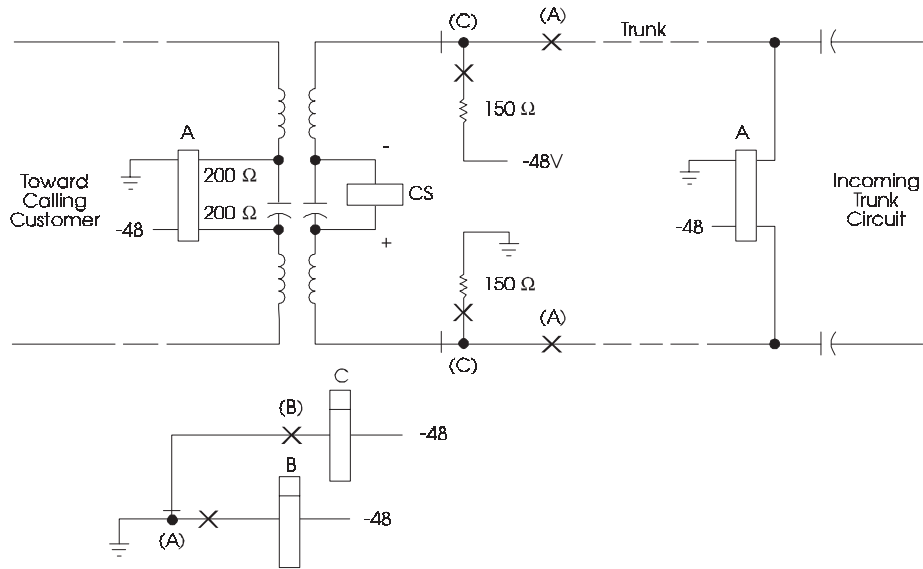 (C)
(A)
Trunk
150 Ω
-48V
A
200 Ω
200 Ω
-48
Toward
Calling
Customer
-
CS
+
A
-48
Incoming
Trunk
Circuit
150 Ω
(A)
(C)
C
(B)
-48
B
-48
(A)